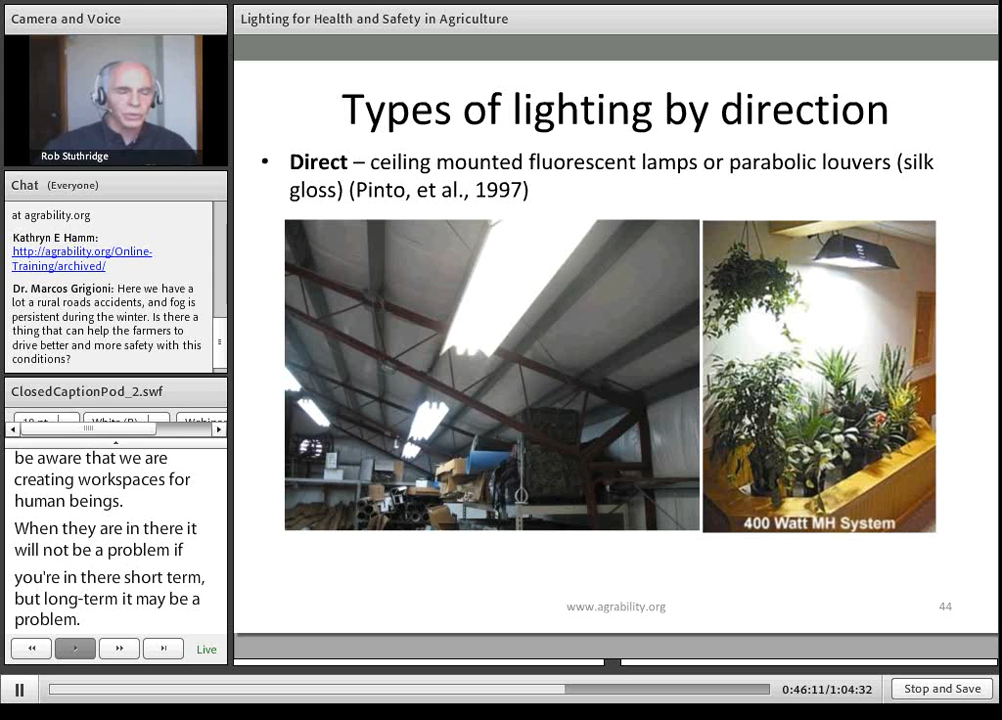 Camera and Voice
Rob Stuthridge
Chat (Everyone)
at agrability.org
Kathryn E Hamm:
http://agrability.org/Online-
Training/archived/
Dr. Marcos Grigioni: Here we have a
lot a rural roads accidents, and fog is
persistent during the winter. Is there a
thing that can help the farmers to
drive better and more safety with this
conditions?
ClosedCaptionPod_2.swf
be aware that we are
creating workspaces for
human beings.
When they are in there it
will not be a problem if
you're in there short term,
but long-term it may be a
problem.
Live
Lighting for Health and Safety in Agriculture
Types of lighting by direction
• Direct – ceiling mounted fluorescent lamps or parabolic louvers (silk
gloss) (Pinto, et al., 1997)
400 Watt MH System
www.agrability.org 44
0:46:11/1:04:32 Stop and Save